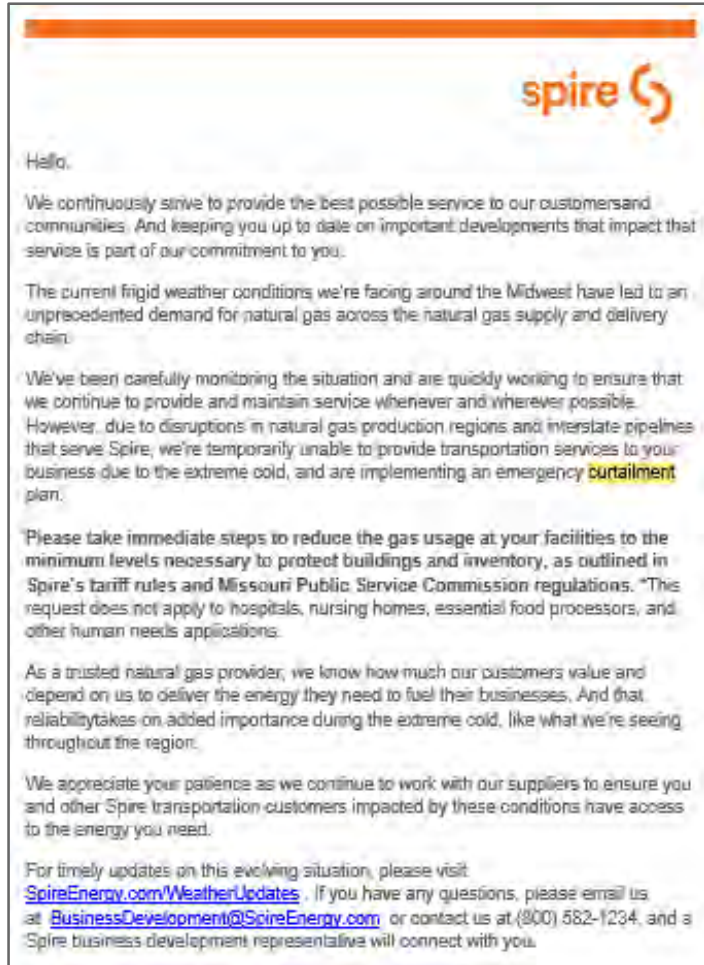 spire
Hello,
We continuously strive to provide the best possible service to our customersand
communities. And keeping you up to date on important developments that impact that
service is part of our commitment to you.
The current frigid weather conditions we're facing around the Midwest have led to an
unprecedented demand for natural gas across the natural gas supply and delivery
chain.
We've been carefully monitoring the situation and are quickly working to ensure that
we continue to provide and maintain service whenever and wherever possible.
However, due to disruptions in natural gas production regions and interstate pipelines
that serve Spire, we're temporarily unable to provide transportation services to your
business due to the extreme cold, and are implementing an emergency curtailment
plan.
Please take immediate steps to reduce the gas usage at your facilities to the
minimum levels necessary to protect buildings and inventory, as outlined in
Spire's tariff rules and Missouri Public Service Commission regulations. *This
request does not apply to hospitals, nursing homes, essential food processors, and
other human needs applications.
As a trusted natural gas provider, we know how much our customers value and
depend on us to deliver the energy they need to fuel their businesses. And that
reliabilitytakes on added importance during the extreme cold, like what we're seeing
throughout the region.
We appreciate your patience as we continue to work with our suppliers to ensure you
and other Spire transportation customers impacted by these conditions have access
to the energy you need.
For timely updates on this evolving situation, please visit
SpireEnergy.com/WeatherUpdates . If you have any questions, please email us
at BusinessDevelopment@SpireEnergy.com or contact us at (800) 582-1234, and a
Spire business development representative will connect with you.